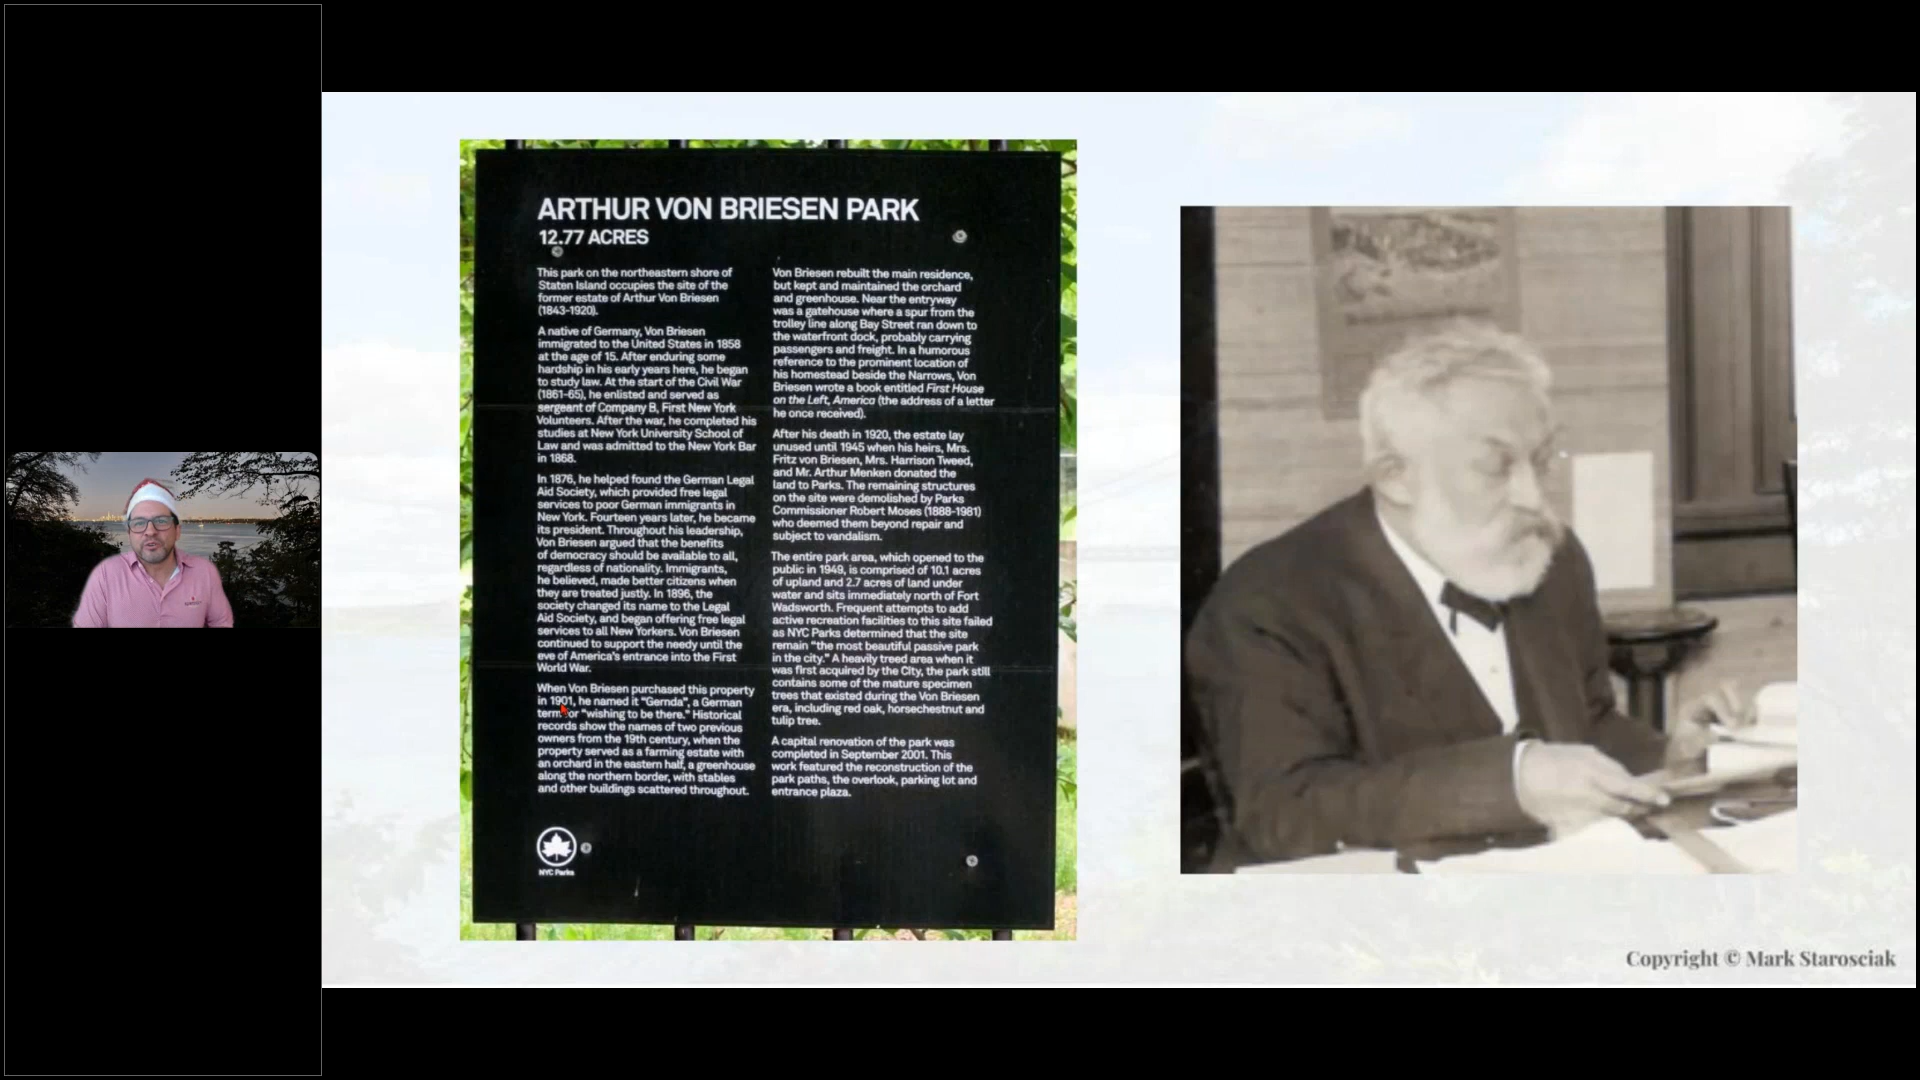 ARTHUR VON BRIESEN PARK
12.77 ACRES
This park on the northeastern shore of
Staten Island occupies the site of the
former estate of Arthur Von Briesen
(1843-1920).
A native of Germany, Von Briesen
immigrated to the United States in 1858
at the age of 15. After enduring some
hardship in his early years here, he began
to study law. At the start of the Civil War
(1861-65), he enlisted and served as
sergeant of Company B, First New York
Volunteers. After the war, he completed his
studies at New York University School of
Law and was admitted to the New York Bar
in 1868.
In 1876, he helped found the German Legal
Aid Society, which provided free legal
services to poor German immigrants in
New York. Fourteen years later, he became
its president. Throughout his leadership,
Von Briesen argued that the benefits
of democracy should be available to all,
regardless of nationality. Immigrants,
he believed, made better citizens when
they are treated justly. In 1896, the
society changed its name to the Legal
Aid Society, and began offering free legal
services to all New Yorkers. Von Briesen
continued to support the needy until the
eve of America's entrance into the First
World War.
When Von Briesen purchased this property
in 1901, he named it "Gernda", a German
term for "wishing to be there." Historical
records show the names of two previous
owners from the 19th century, when the
property served as a farming estate with
an orchard in the eastern half, a greenhouse
along the northern border, with stables
and other buildings scattered throughout.
Von Briesen rebuilt the main residence,
but kept and maintained the orchard
and greenhouse. Near the entryway
was a gatehouse where a spur from the
trolley line along Bay Street ran down to
the waterfront dock, probably carrying
passengers and freight. In a humorous
reference to the prominent location of
his homestead beside the Narrows, Von
Briesen wrote a book entitled First House
on the Left, America (the address of a letter
he once received).
After his death in 1920, the estate lay
unused until 1945 when his heirs, Mrs.
Fritz von Briesen, Mrs. Harrison Tweed,
and Mr. Arthur Menken donated the
land to Parks. The remaining structures
on the site were demolished by Parks
Commissioner Robert Moses (1888-1981)
who deemed them beyond repair and
subject to vandalism.
The entire park area, which opened to the
public in 1949, is comprised of 10.1 acres
of upland and 2.7 acres of land under
water and sits immediately north of Fort
Wadsworth. Frequent attempts to add
active recreation facilities to this site failed
as NYC Parks determined that the site
remain "the most beautiful passive park
in the city." A heavily treed area when it
was first acquired by the City, the park still
contains some of the mature specimen
trees that existed during the Von Briesen
era, including red oak, horsechestnut and
tulip tree.
A capital renovation of the park was
completed in September 2001. This
work featured the reconstruction of the
park paths, the overlook, parking lot and
entrance plaza.
NYC Parks
Copyright © Mark Starosciak